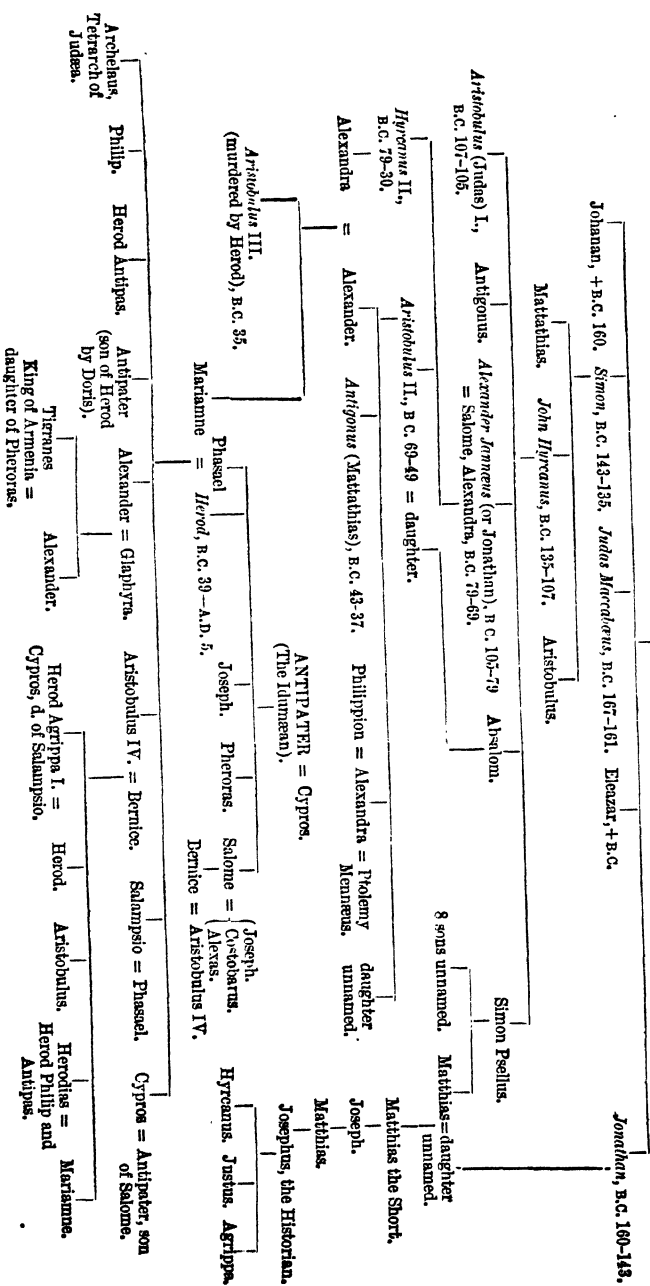 Johanan, + B.C. 160. Simon, B.C. 143–135. Judas Maccabæus, B.C. 167–161. Eleazar, + B.C. Jonathan, B.C. 160–143.
Mattathias. John Hyrcanus, B.C. 135–107. Aristobulus.
Simon Psellus.
8 sons unnamed. Matthias = daughter
unnamed.
Matthias the Short.
Joseph.
Matthias.
Josephus, the Historian.
Hyrcanus. Justus. Agrippa.
Aristobulus (Judas) I.,
B.C. 107–105.
Antigonus.
Alexander Jannæus (or Jonathan), B C. 105–79
= Salome, Alexandra, B.C. 79–69.
Absalom.
Hyrcanus II.,
B.C. 79–30.
Aristobulus II., B C. 69–49 = daughter.
Alexandra = Alexander. Antigonus (Mattathias), B.C. 43–37. Philippion = Alexandra = Ptolemy
Mennæus.
daughter
unnamed.
Aristobulus III.
(murdered by Herod), B.C. 35.
ANTIPATER = Cypros.
(The Idumæan).
Mariamne = Herod, B.C. 39—A.D. 5.
Phasael
Joseph. Pheroras. Salome =
Joseph.
Costobarus.
Alexas.
Bernice = Aristobulus IV.
Archelaus,
Tetrarch of
Judæa.
Philip. Herod Antipas. Antipater
(son of Herod
by Doris).
Alexander = Glaphyra. Aristobulus IV. = Bernice. Salampsio = Phasael. Cypros = Antipater, son
of Salome.
Tigranes
King of Armenia =
daughter of Pheroras.
Alexander.
Herod Agrippa I. =
Cypros, d. of Salampsio.
Herod. Aristobulus. Herodias =
Herod Philip and
Antipas.
Mariamne.